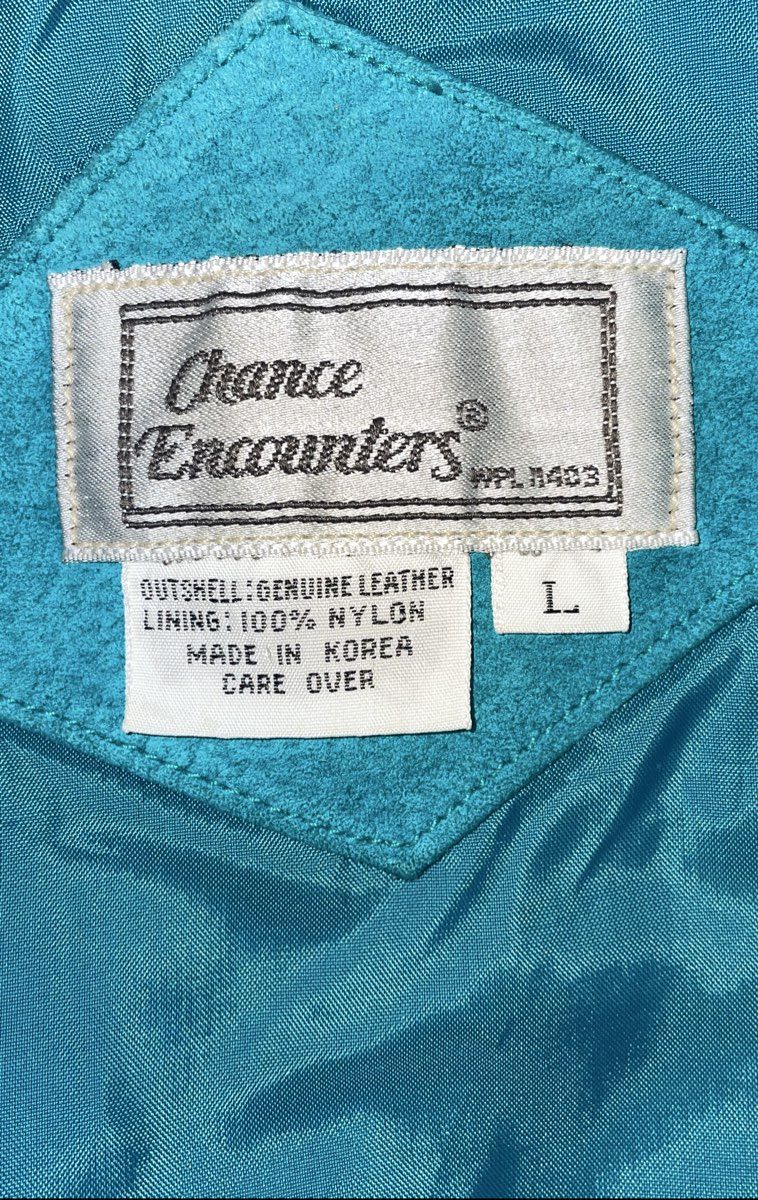 Chance
Encounters®
WPL 11403
OUTSHELL:GENUINE LEATHER
LINING:100% NYLON
MADE IN KOREA
CARE OVER
L